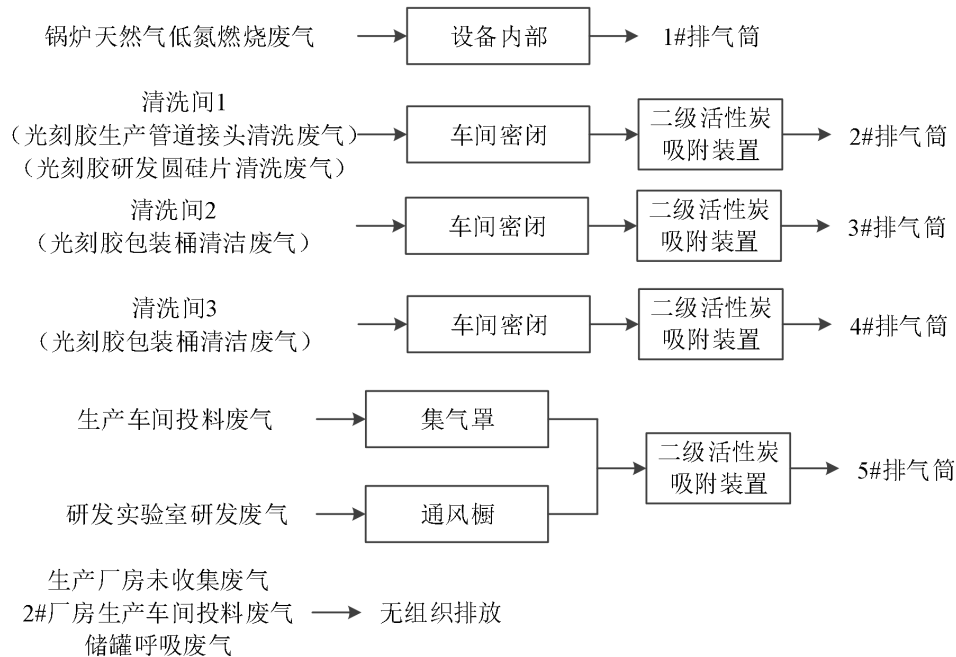 锅炉天然气低氮燃烧废气
设备内部
1#排气筒
清洗间1
（光刻胶生产管道接头清洗废气）
（光刻胶研发圆硅片清洗废气）
车间密闭
二级活性炭
吸附装置
2#排气筒
清洗间2
（光刻胶包装桶清洁废气）
车间密闭
二级活性炭
吸附装置
3#排气筒
清洗间3
（光刻胶包装桶清洁废气）
车间密闭
二级活性炭
吸附装置
4#排气筒
生产车间投料废气
集气罩
二级活性炭
吸附装置
5#排气筒
研发实验室研发废气
通风橱
生产厂房未收集废气
2#厂房生产车间投料废气
储罐呼吸废气
无组织排放